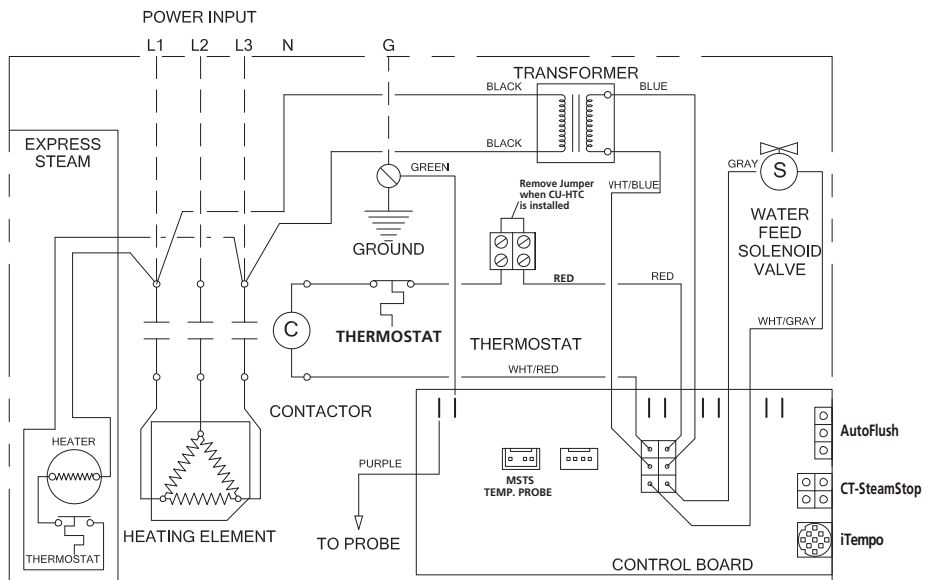 POWER INPUT
L1 L2 L3 N G
TRANSFORMER
BLACK
BLUE
EXPRESS
STEAM
BLACK
GREEN
WHT/BLUE
GRAY
S
Remove Jumper
when CU-HTC
is installed
WATER
FEED
SOLENOID
VALVE
GROUND
RED
RED
C
THERMOSTAT
THERMOSTAT
WHT/GRAY
WHT/RED
CONTACTOR
HEATER
AutoFlush
PURPLE
MSTS
TEMP. PROBE
CT-SteamStop
HEATING ELEMENT
TO PROBE
iTempo
THERMOSTAT
CONTROL BOARD